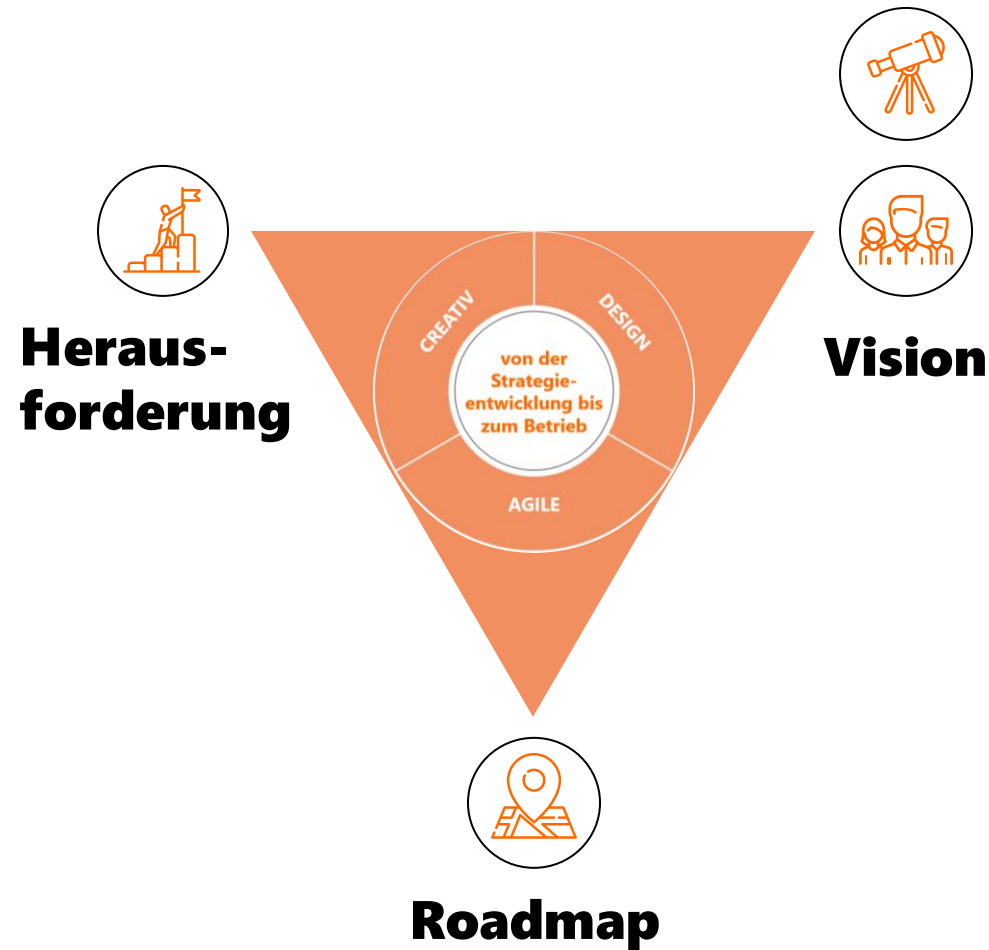 Heraus-
forderung
Vision
CREATIV
DESIGN
von der
Strategie-
entwicklung bis
zum Betrieb
AGILE
Roadmap